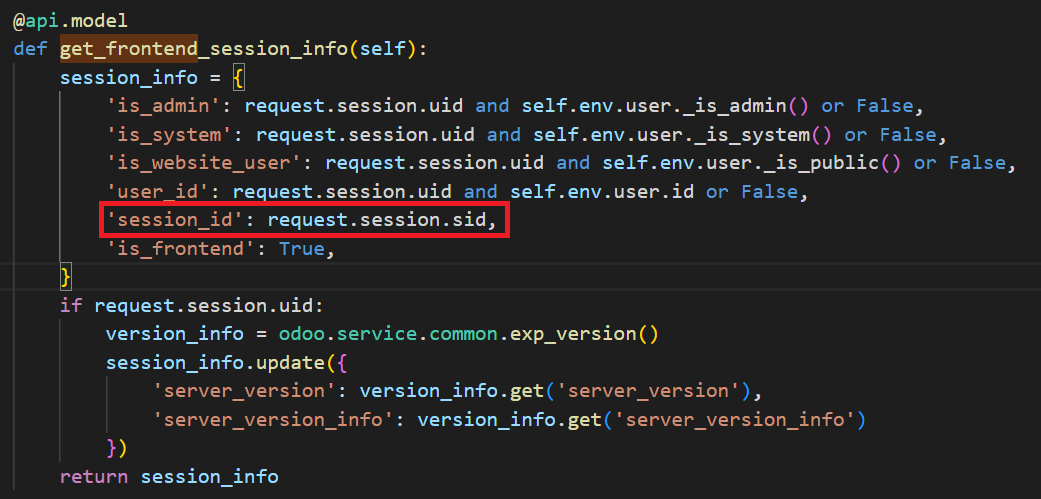 @api.model
def get_frontend_session_info(self):
    session_info = {
        'is_admin': request.session.uid and self.env.user._is_admin() or False,
        'is_system': request.session.uid and self.env.user._is_system() or False,
        'is_website_user': request.session.uid and self.env.user._is_public() or False,
        'user_id': request.session.uid and self.env.user.id or False,
        'session_id': request.session.sid,
        'is_frontend': True,
    }
    if request.session.uid:
        version_info = odoo.service.common.exp_version()
        session_info.update({
            'server_version': version_info.get('server_version'),
            'server_version_info': version_info.get('server_version_info')
        })
    return session_info